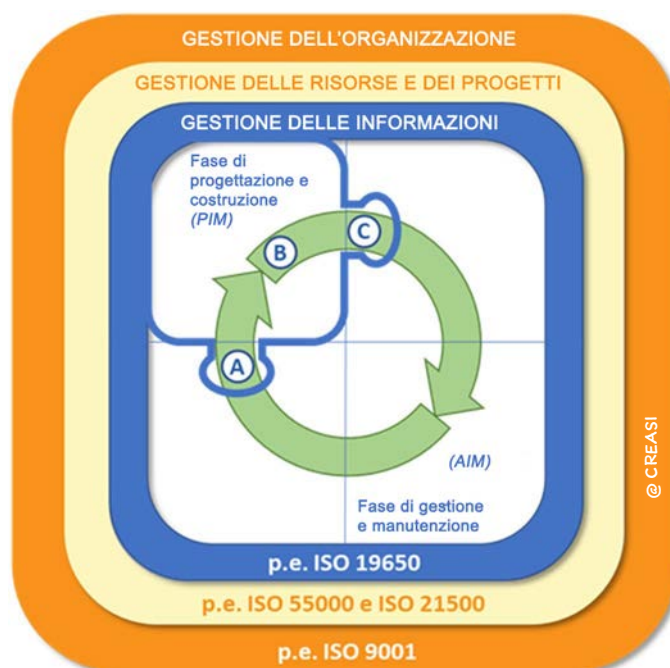 GESTIONE DELL'ORGANIZZAZIONE
GESTIONE DELLE RISORSE E DEI PROGETTI
GESTIONE DELLE INFORMAZIONI
Fase di
progettazione e
costruzione
(PIM)
C
B
A
(AIM)
Fase di gestione
e manutenzione
p.e. ISO 19650
p.e. ISO 55000 e ISO 21500
p.e. ISO 9001
@ CREASI